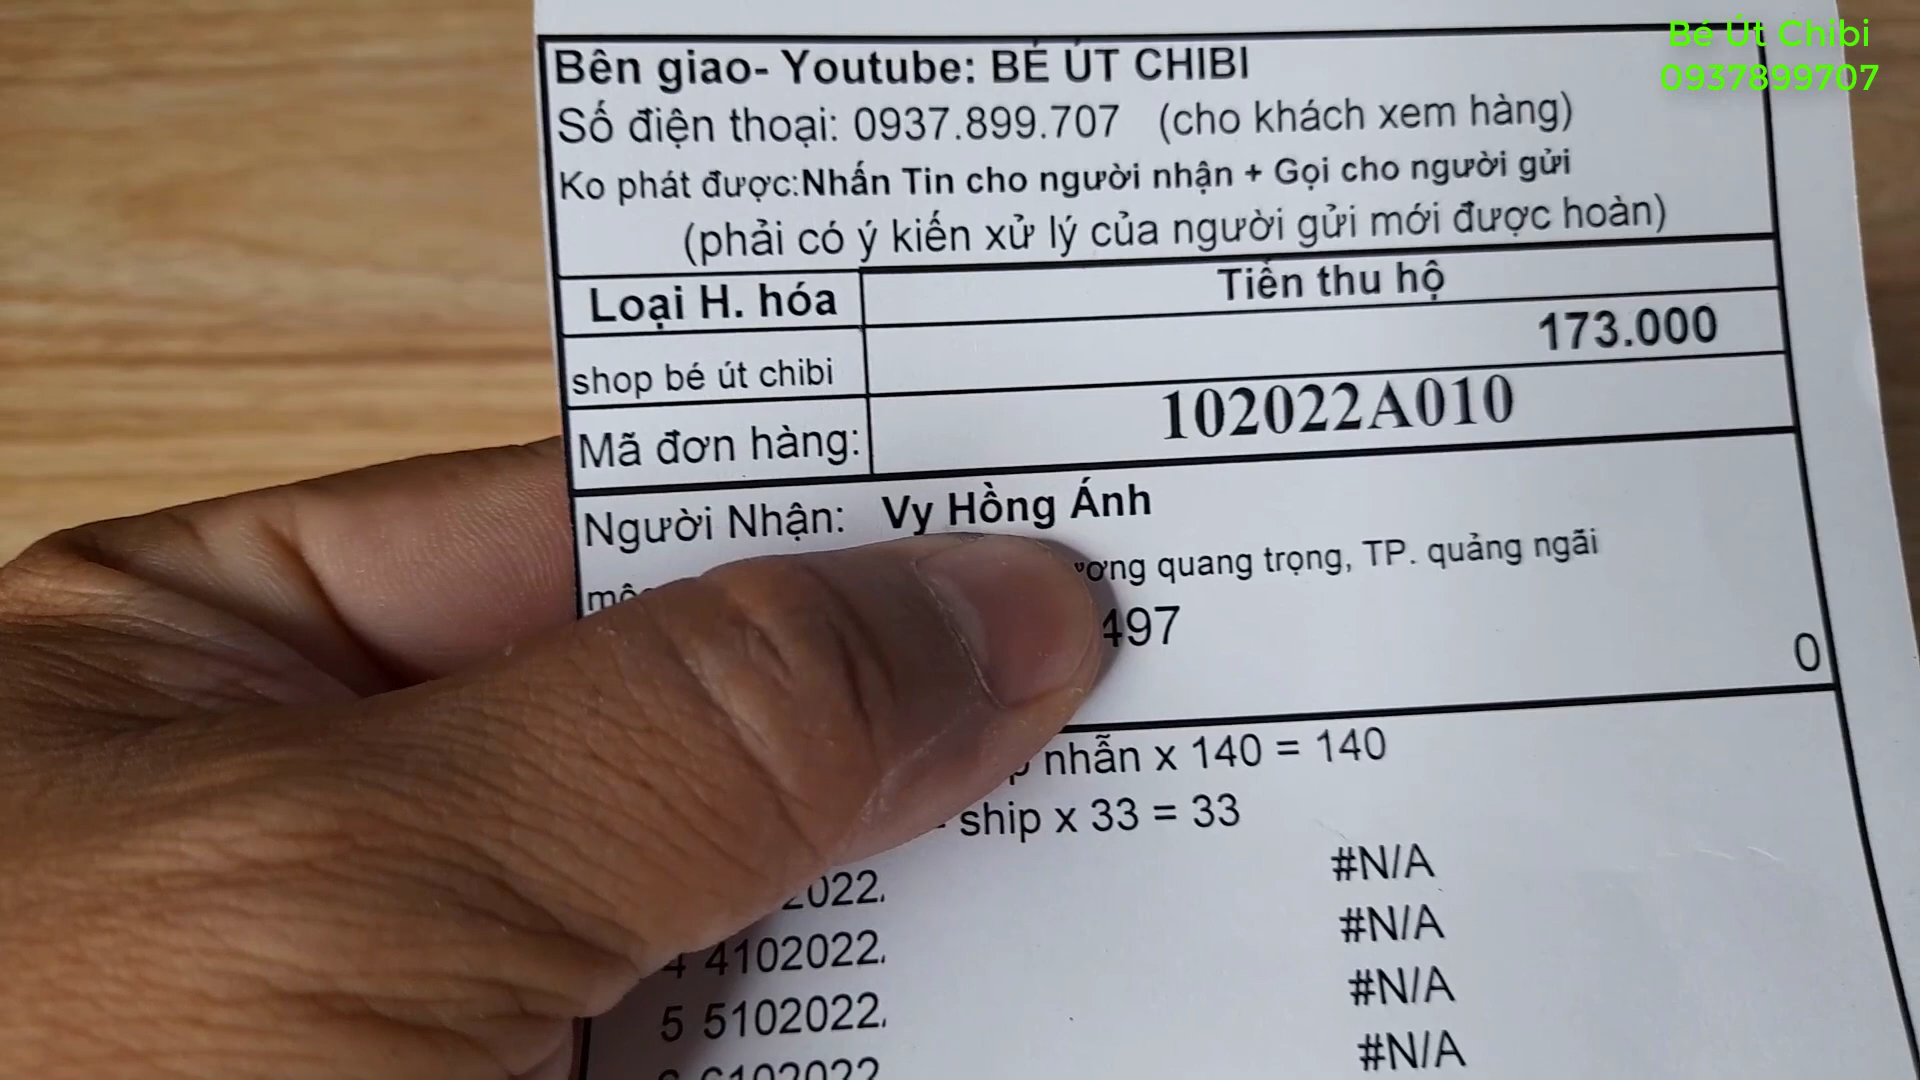 Bé Út Chibi
0937899707
Bên giao- Youtube: BÉ ÚT CHIBI
Số điện thoại: 0937.899.707 (cho khách xem hàng)
Ko phát được:Nhấn Tin cho người nhận + Gọi cho người gửi
(phải có ý kiến xử lý của người gửi mới được hoàn)
Loại H. hóa Tiền thu hộ
shop bé út chibi 173.000
Mã đơn hàng: 102022A010
Người Nhận: Vy Hồng Ánh
quang trọng, TP. quảng ngãi
497
0
nhẫn x 140 = 140
ship x 33 = 33
#N/A
4 4102022. #N/A
5 5102022. #N/A
#N/A